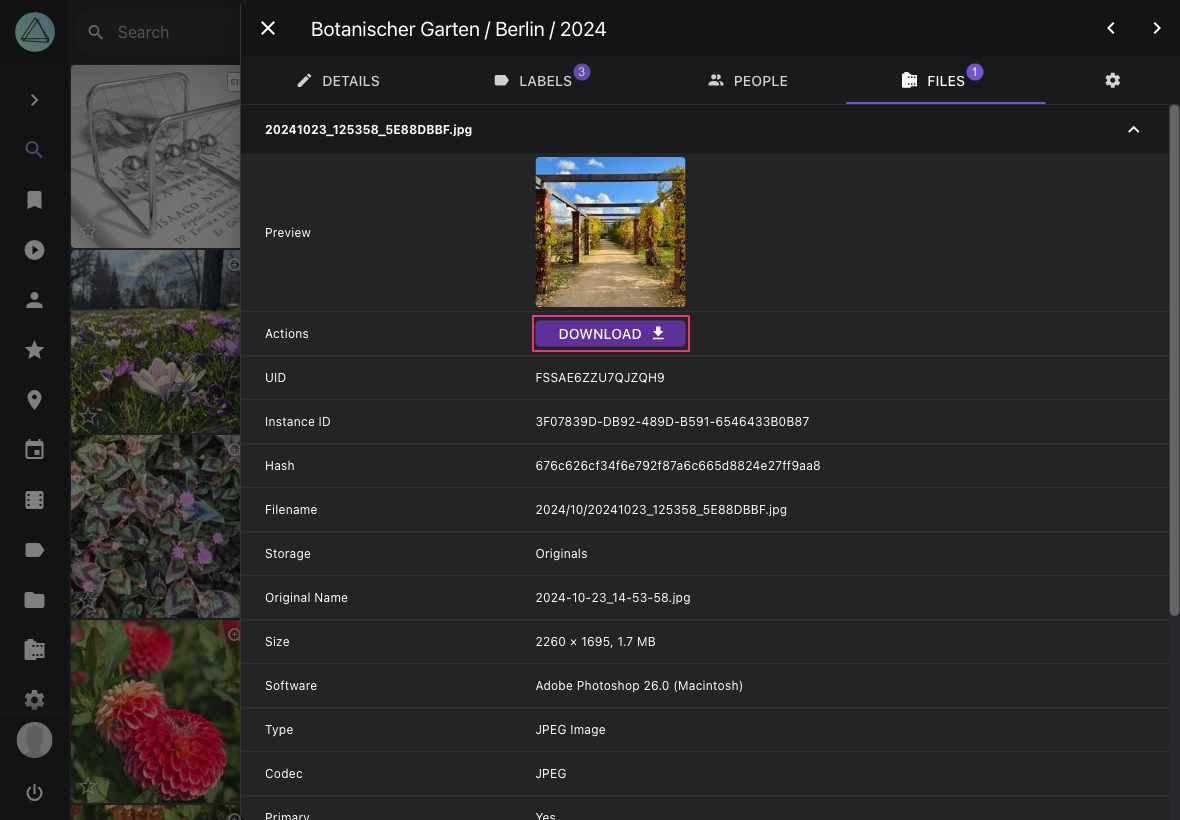 Search
Botanischer Garten / Berlin / 2024
DETAILS
LABELS 3
PEOPLE
FILES 1
20241023_125358_5E88DBBF.jpg
Preview
Actions
DOWNLOAD
UID
FSSAE6ZZU7QJZQH9
Instance ID
3F07839D-DB92-489D-B591-6546433B0B87
Hash
676c626cf34f6e792f87a6c665d8824e27ff9aa8
Filename
2024/10/20241023_125358_5E88DBBF.jpg
Storage
Originals
Original Name
2024-10-23_14-53-58.jpg
Size
2260 × 1695, 1.7 MB
Software
Adobe Photoshop 26.0 (Macintosh)
Type
JPEG Image
Codec
JPEG
Primary
Yes
ISAAC NE